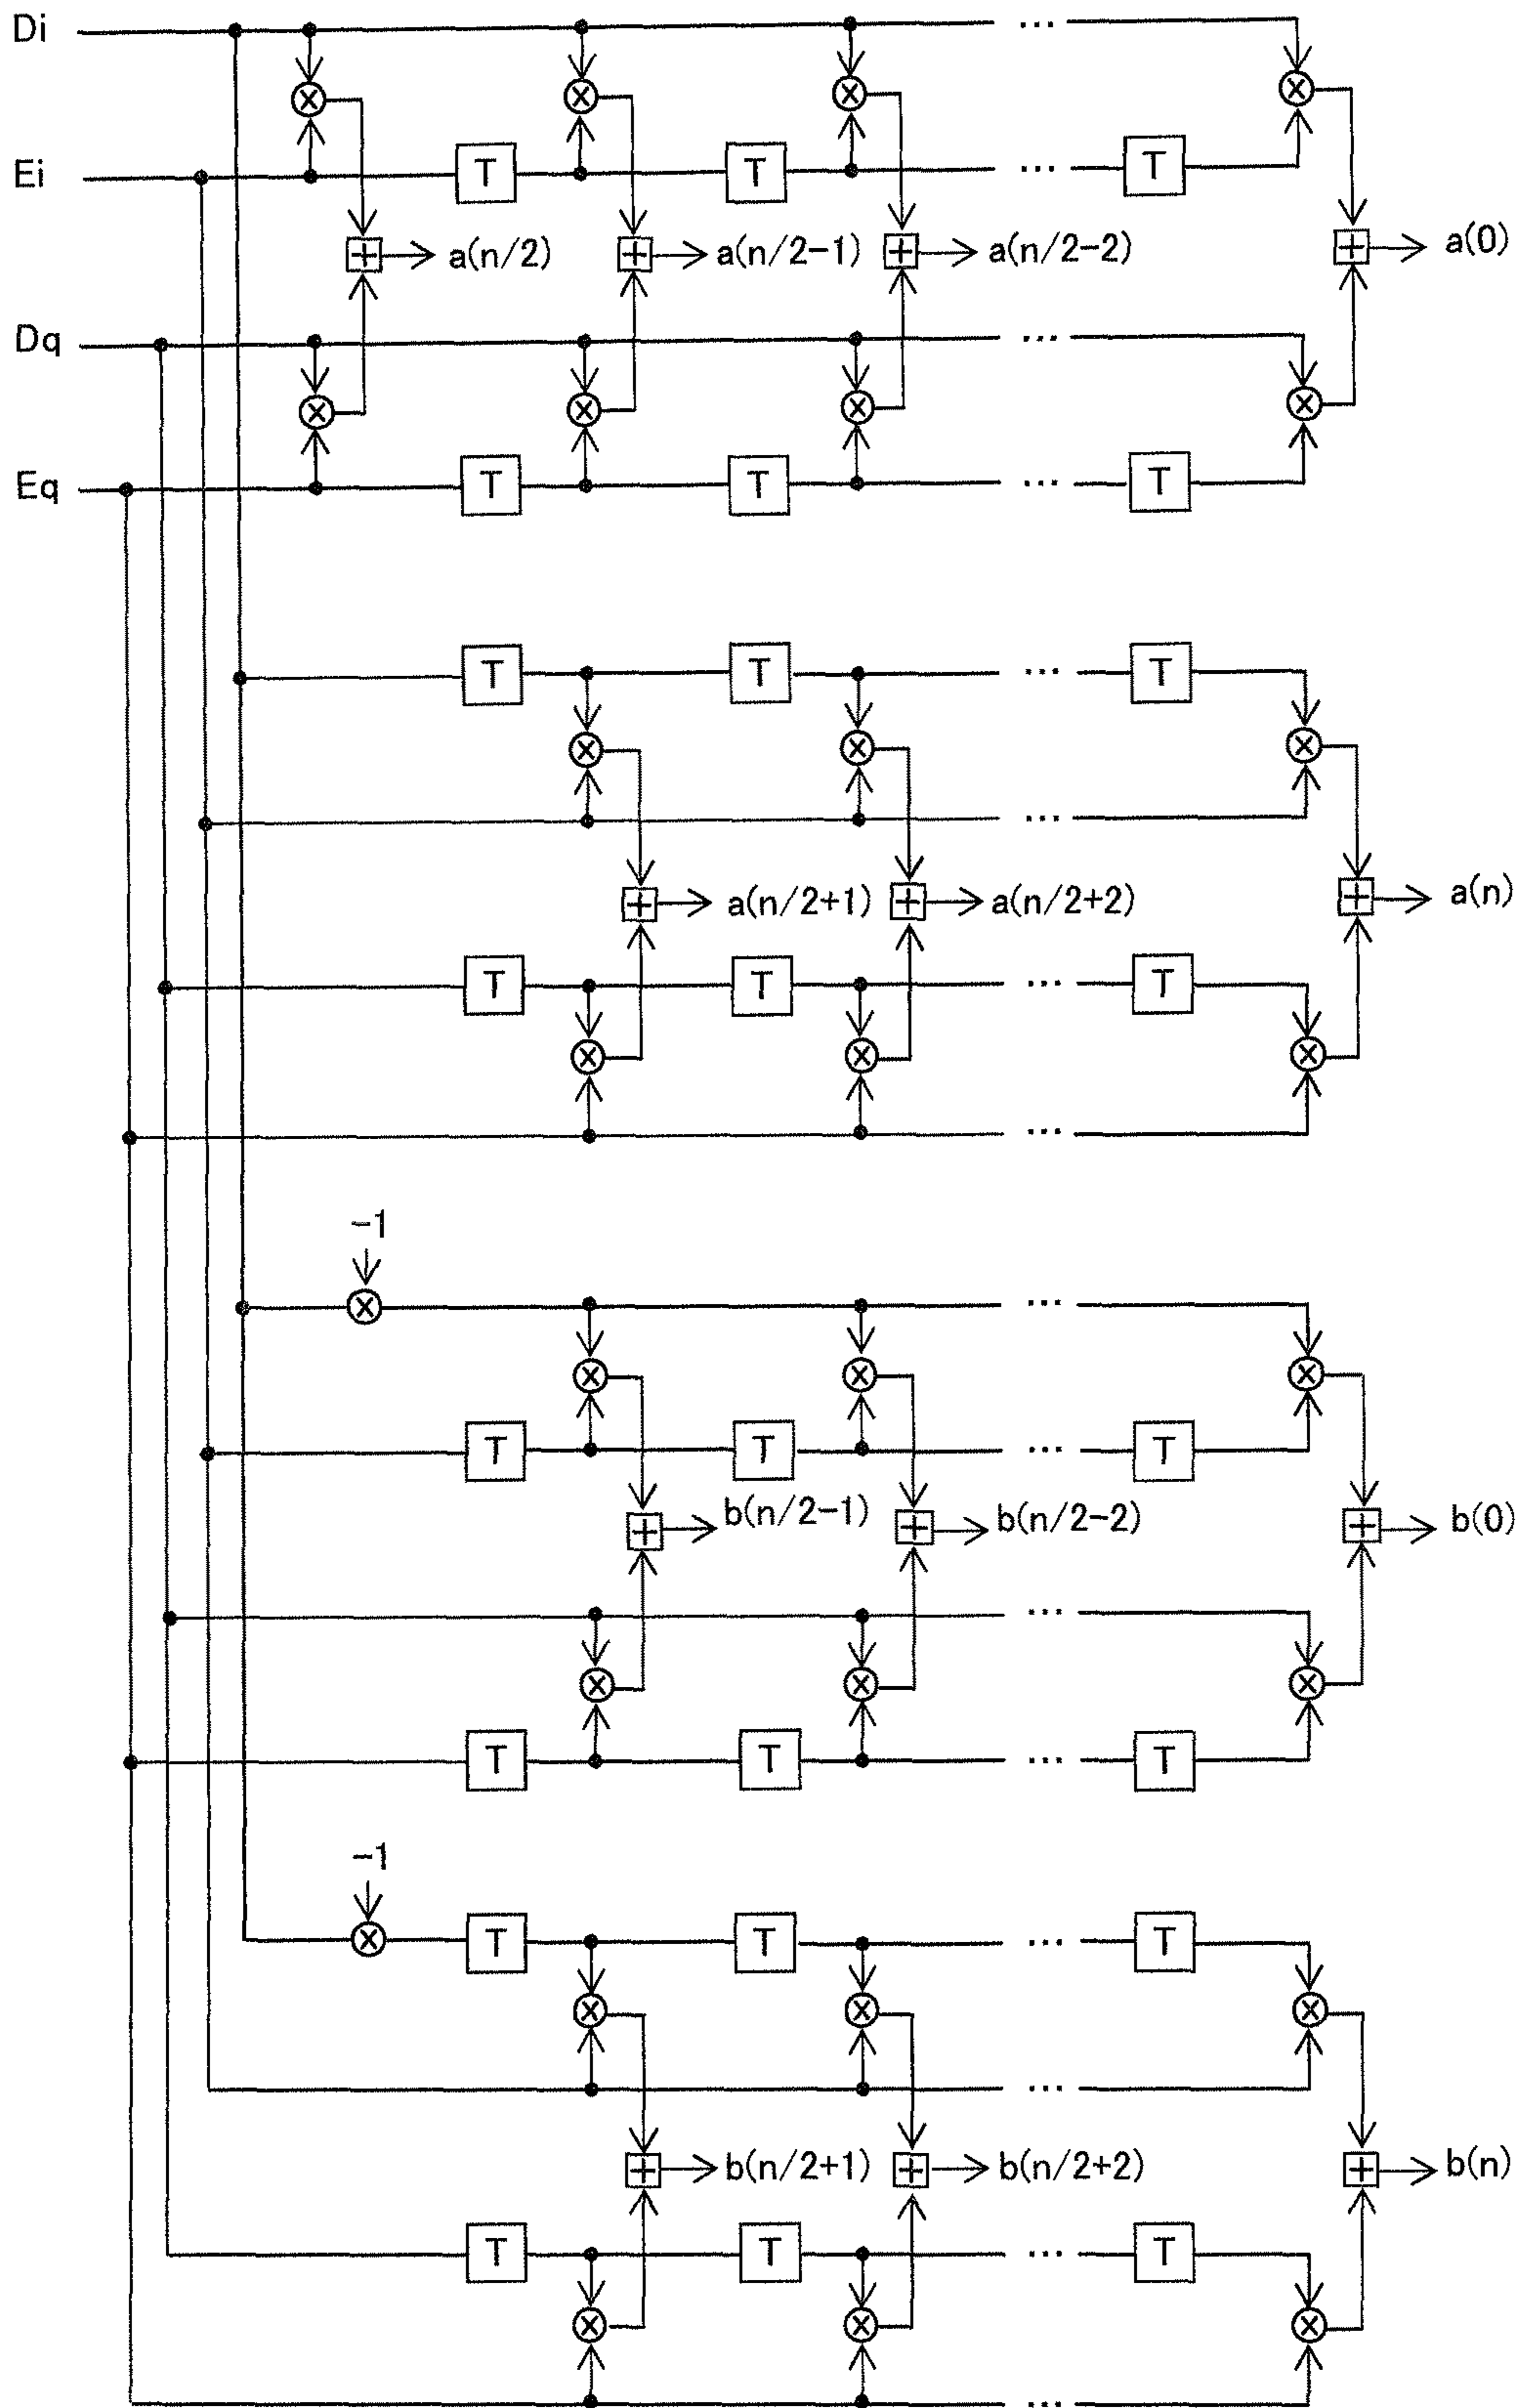 Di ...
Ei T T ... T
a(n/2) a(n/2-1) a(n/2-2) a(0)
Dq ...
Eq T T ... T
T T ... T
...
a(n/2+1) a(n/2+2) a(n)
T T ... T
...
-1
...
T T ... T
b(n/2-1) b(n/2-2) b(0)
...
T T ... T
-1
T T ... T
...
b(n/2+1) b(n/2+2) b(n)
T T ... T
...